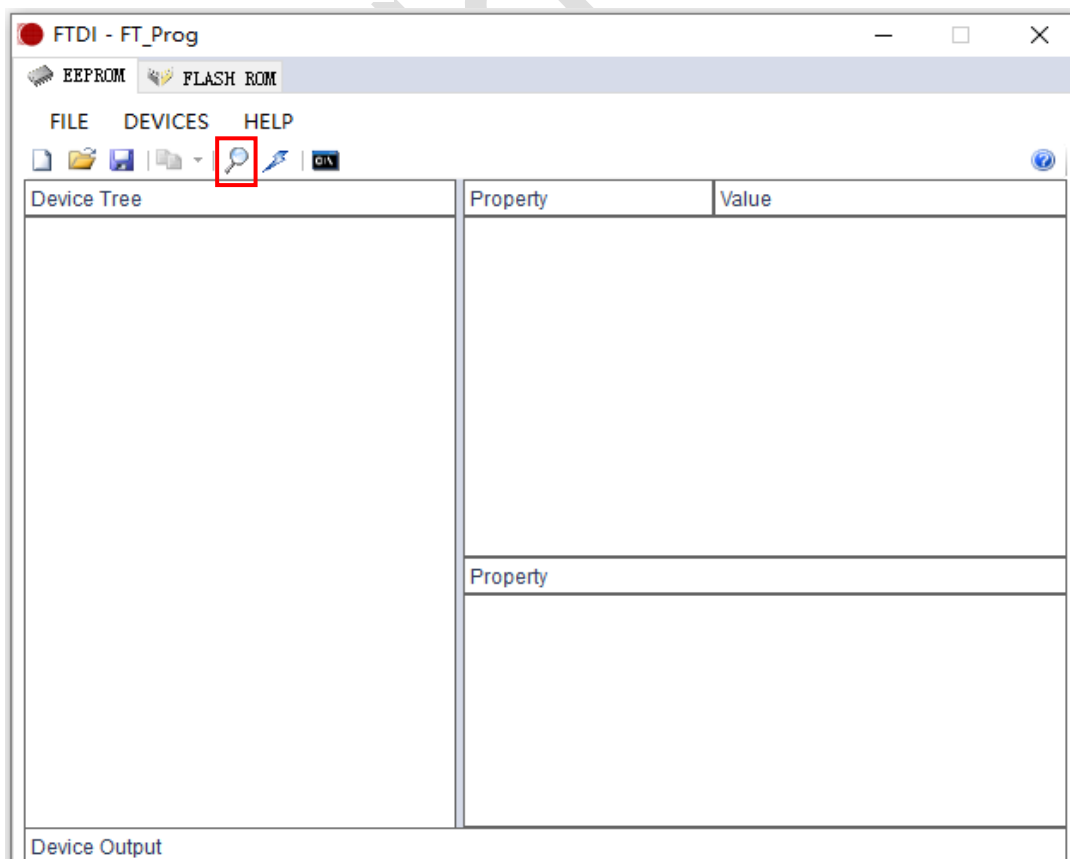 FTDI - FT_Prog
EEPROM FLASH ROM
FILE DEVICES HELP
Device Tree Property Value
Property
Device Output